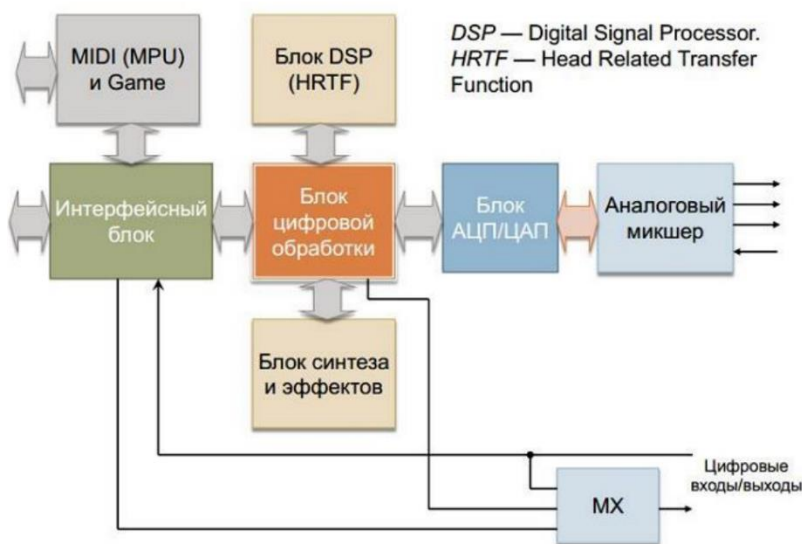 MIDI (MPU)
и Game
Блок DSP
(HRTF)
DSP — Digital Signal Processor.
HRTF — Head Related Transfer
Function
Интерфейсный
блок
Блок
цифровой
обработки
Блок
АЦП/ЦАП
Аналоговый
микшер
Блок синтеза
и эффектов
Цифровые
входы/выходы
MX